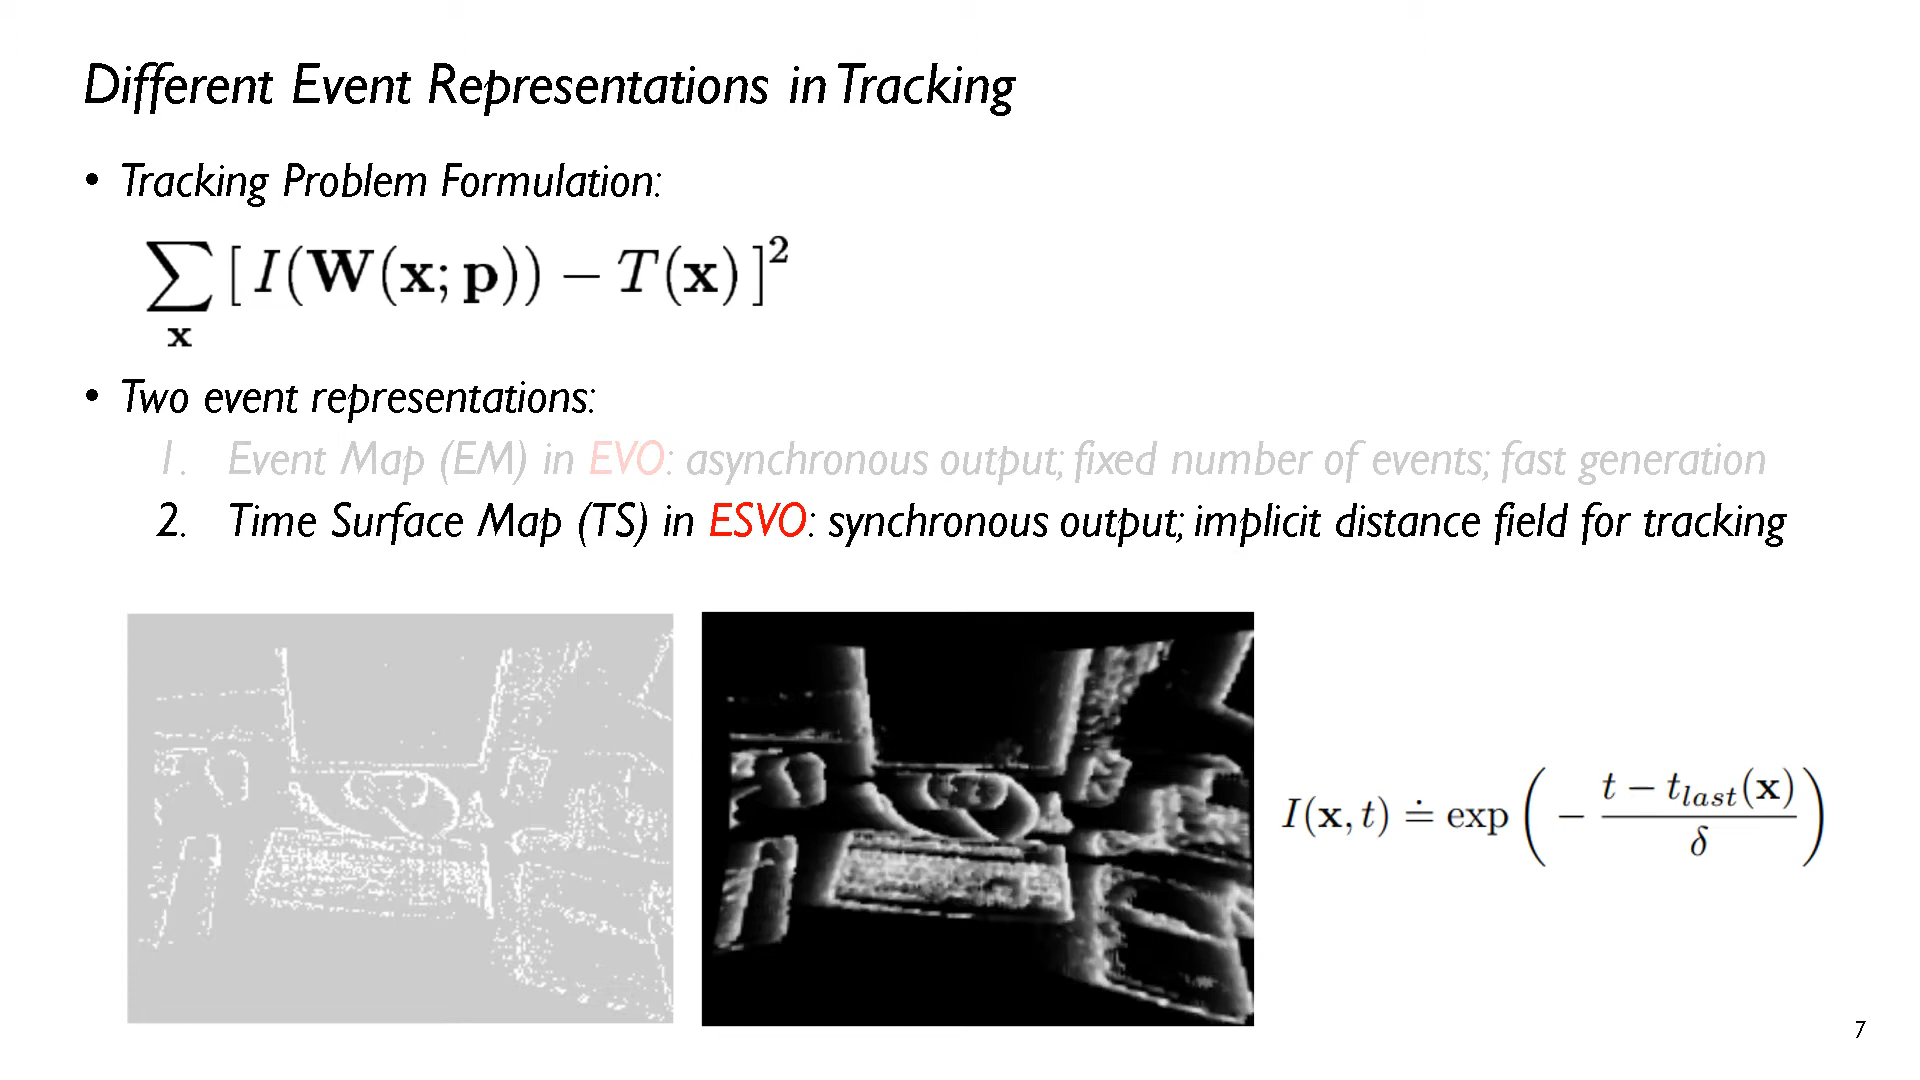 Different Event Representations in Tracking
• Tracking Problem Formulation:
∑ₓ [ I(W(x; p)) − T(x) ]²
• Two event representations:
1. Event Map (EM) in EVO: asynchronous output; fixed number of events; fast generation
2. Time Surface Map (TS) in ESVO: synchronous output; implicit distance field for tracking
I(x, t) ≐ exp ( − (t − t_last(x)) / δ )
7